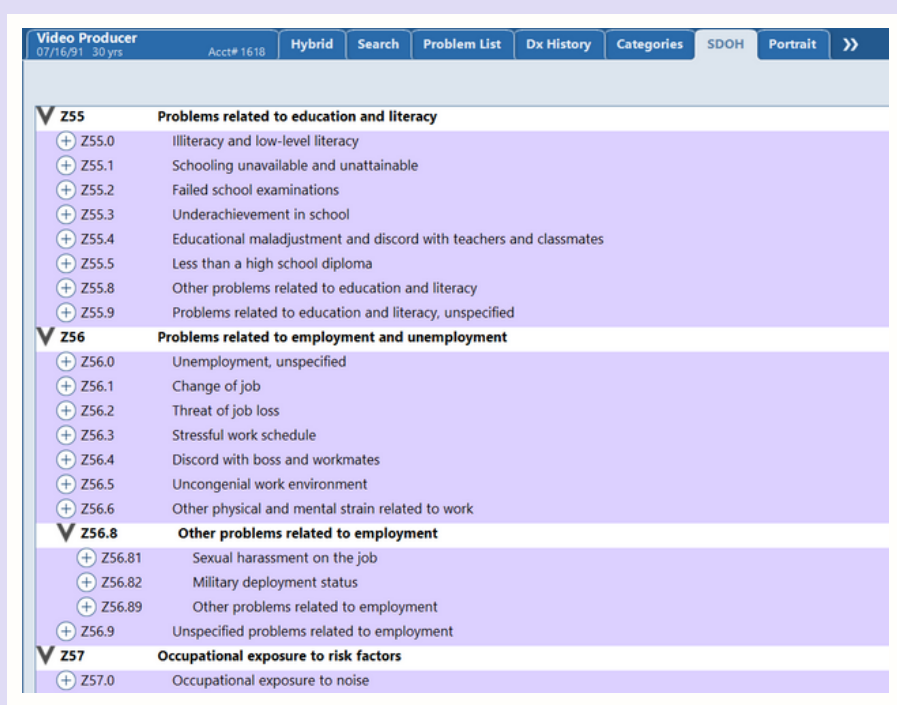 Video Producer
07/16/91 30 yrs Acct# 1618
Hybrid Search Problem List Dx History Categories SDOH Portrait »
Z55 Problems related to education and literacy
+ Z55.0 Illiteracy and low-level literacy
+ Z55.1 Schooling unavailable and unattainable
+ Z55.2 Failed school examinations
+ Z55.3 Underachievement in school
+ Z55.4 Educational maladjustment and discord with teachers and classmates
+ Z55.5 Less than a high school diploma
+ Z55.8 Other problems related to education and literacy
+ Z55.9 Problems related to education and literacy, unspecified
Z56 Problems related to employment and unemployment
+ Z56.0 Unemployment, unspecified
+ Z56.1 Change of job
+ Z56.2 Threat of job loss
+ Z56.3 Stressful work schedule
+ Z56.4 Discord with boss and workmates
+ Z56.5 Uncongenial work environment
+ Z56.6 Other physical and mental strain related to work
Z56.8 Other problems related to employment
+ Z56.81 Sexual harassment on the job
+ Z56.82 Military deployment status
+ Z56.89 Other problems related to employment
+ Z56.9 Unspecified problems related to employment
Z57 Occupational exposure to risk factors
+ Z57.0 Occupational exposure to noise